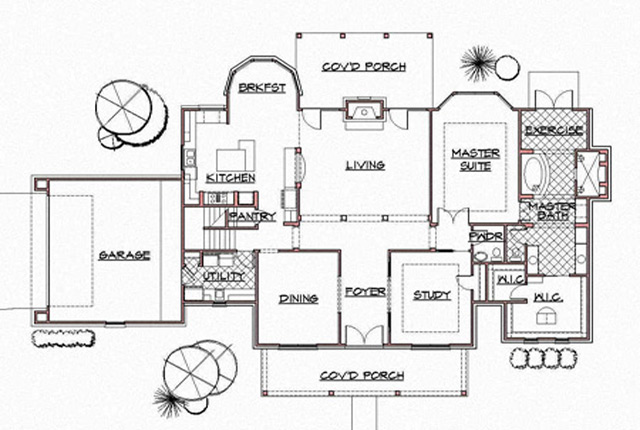 COV'D PORCH
BRKFST
EXERCISE
KITCHEN
LIVING
MASTER
SUITE
PANTRY
MASTER
BATH
PWDR
GARAGE
UTILITY
DINING
FOYER
STUDY
W.I.C.
W.I.C.
COV'D PORCH